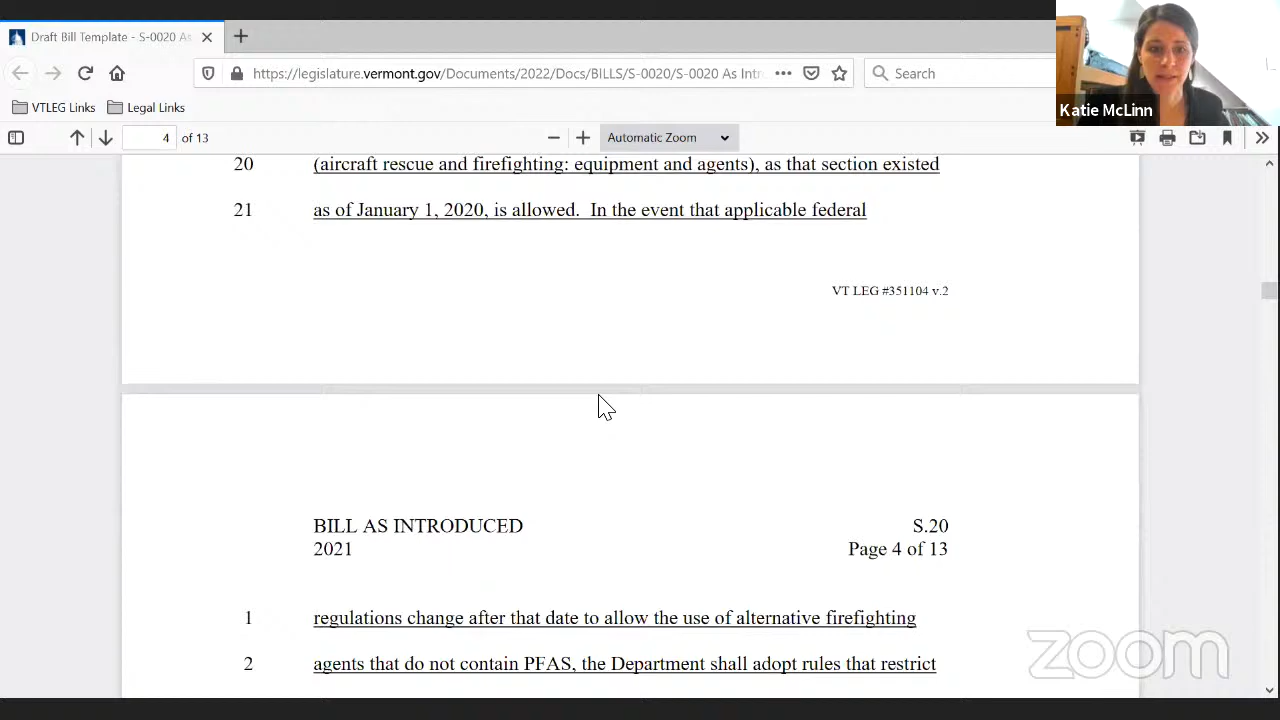 Draft Bill Template - S-0020 As
https://legislature.vermont.gov/Documents/2022/Docs/BILLS/S-0020/S-0020 As Intr
Search
VTLEG Links
Legal Links
Katie McLinn
4
of 13
Automatic Zoom
20 (aircraft rescue and firefighting: equipment and agents), as that section existed
21 as of January 1, 2020, is allowed. In the event that applicable federal
VT LEG #351104 v.2
BILL AS INTRODUCED S.20
2021 Page 4 of 13
1 regulations change after that date to allow the use of alternative firefighting
2 agents that do not contain PFAS, the Department shall adopt rules that restrict
zoom